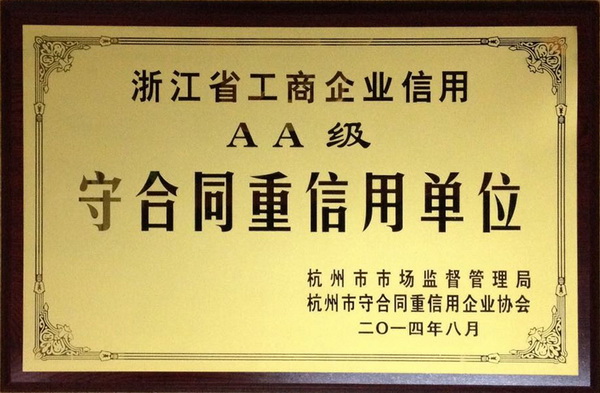 浙江省工商企业信用
AA级
守合同重信用单位
杭州市市场监督管理局
杭州市守合同重信用企业协会
二〇一四年八月